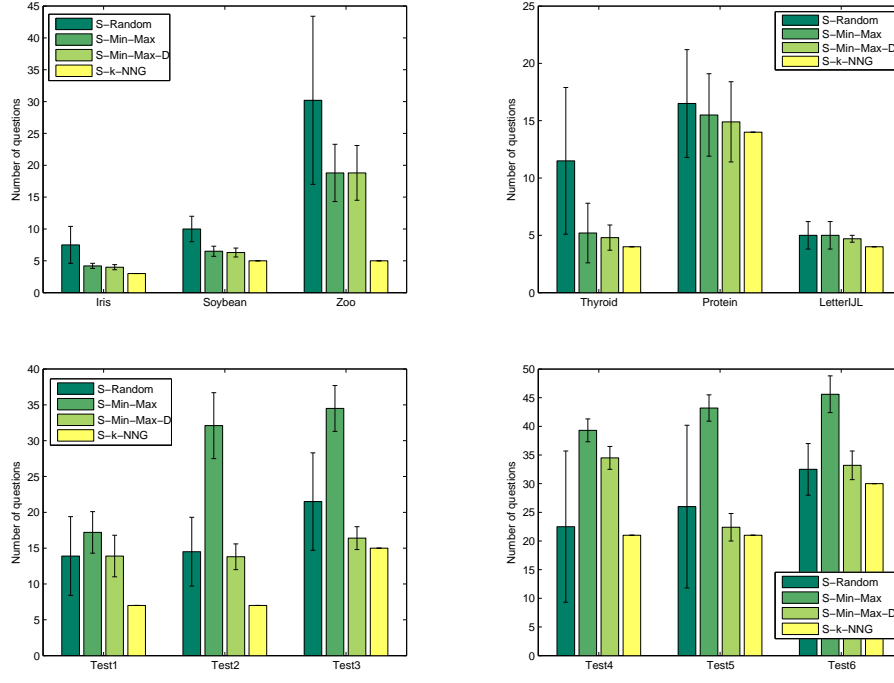 S−Random
S−Min−Max
S−Min−Max−D
S−k−NNG
Number of questions
45
40
35
30
25
20
15
10
5
0
Iris Soybean Zoo
S−Random
S−Min−Max
S−Min−Max−D
S−k−NNG
Number of questions
25
20
15
10
5
0
Thyroid Protein LetterIJL
S−Random
S−Min−Max
S−Min−Max−D
S−k−NNG
Number of questions
40
35
30
25
20
15
10
5
0
Test1 Test2 Test3
Number of questions
50
45
40
35
30
25
20
15
10
5
0
S−Random
S−Min−Max
S−Min−Max−D
S−k−NNG
Test4 Test5 Test6